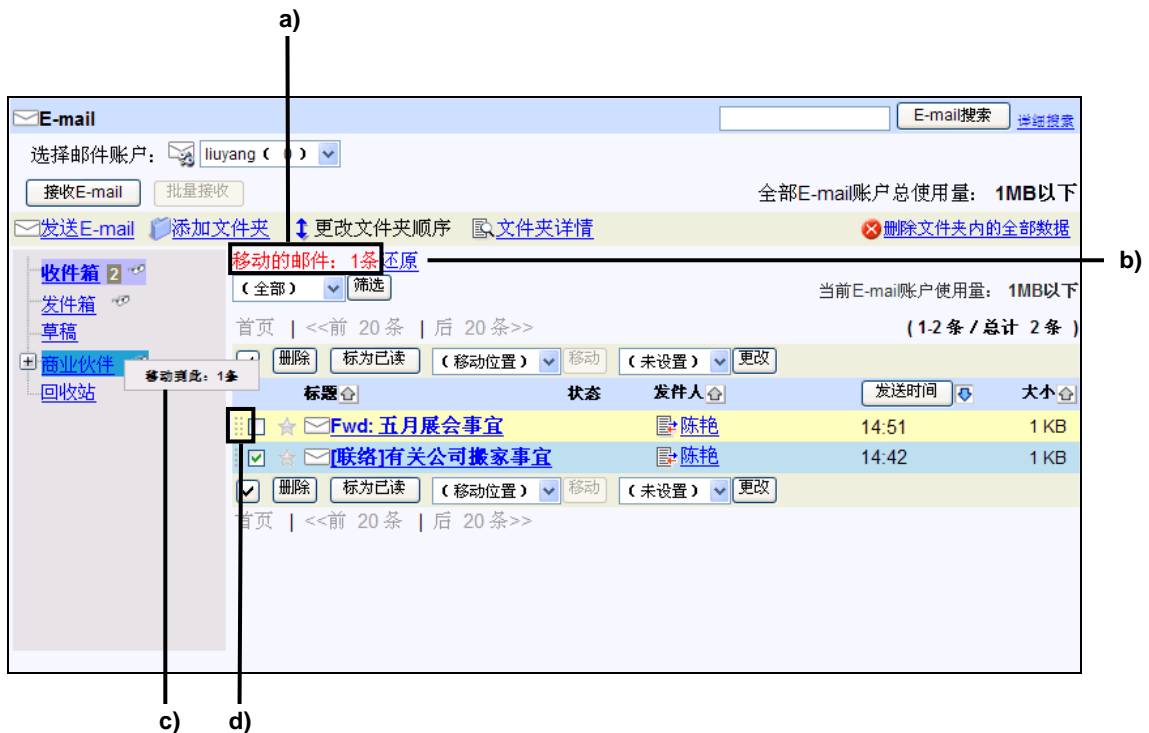 a)
E-mail E-mail搜索 详细搜索
选择邮件账户： liuyang（ 0 ）
接收E-mail 批量接收 全部E-mail账户总使用量： 1MB以下
发送E-mail 添加文件夹 更改文件夹顺序 文件夹详情 删除文件夹内的全部数据
移动的邮件： 1条 还原 b)
收件箱 2
发件箱
草稿
商业伙伴
移动到此：1条
回收站
（全部） 筛选 当前E-mail账户使用量： 1MB以下
首页 | <<前 20 条 | 后 20 条>> (1-2 条 / 总计 2 条 )
删除 标为已读 （移动位置） 移动 （未设置） 更改
标题 状态 发件人 发送时间 大小
Fwd: 五月展会事宜 陈艳 14:51 1 KB
[联络]有关公司搬家事宜 陈艳 14:42 1 KB
删除 标为已读 （移动位置） 移动 （未设置） 更改
首页 | <<前 20 条 | 后 20 条>>
c) d)